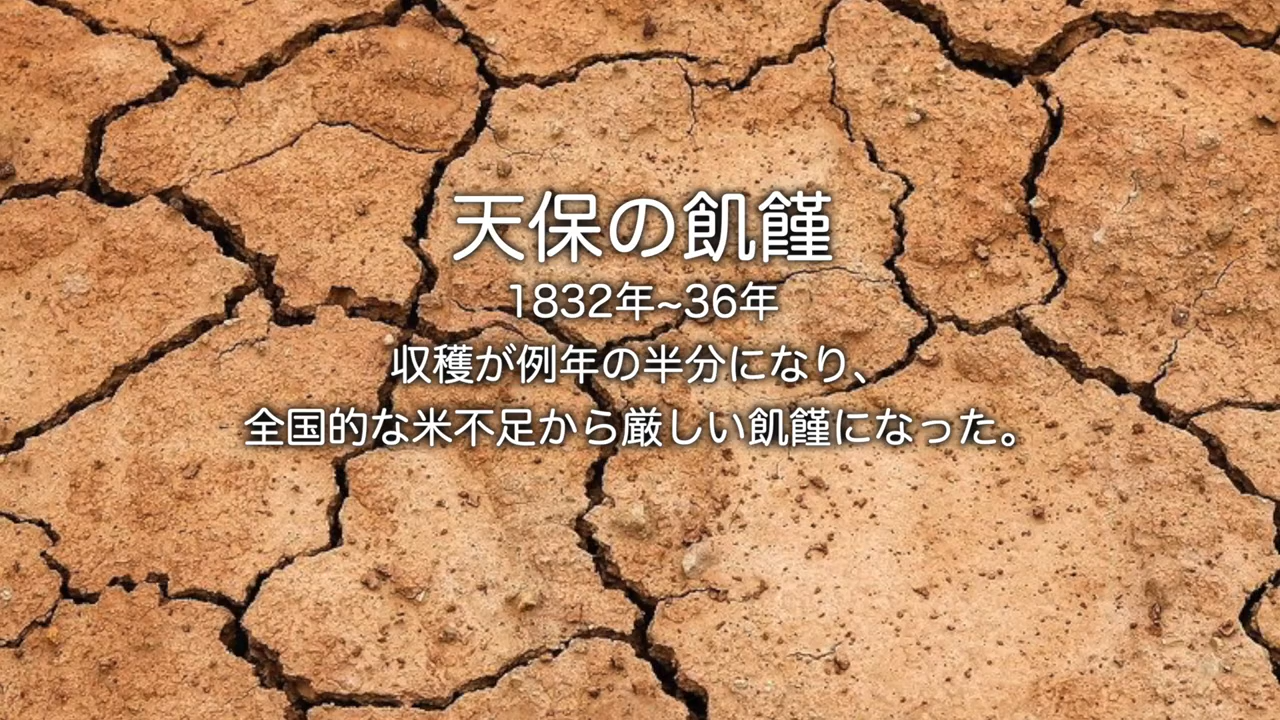 天保の飢饉
1832年~36年
収穫が例年の半分になり、
全国的な米不足から厳しい飢饉になった。